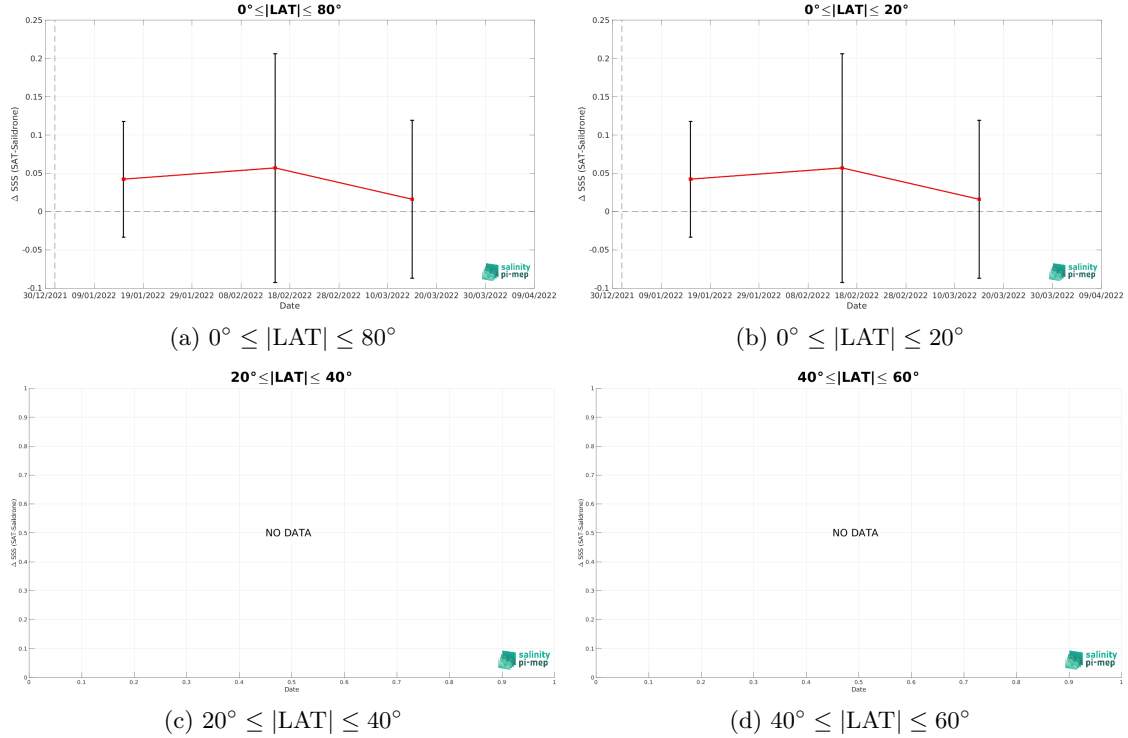 0°≤|LAT|≤ 80°
0.25
0.2
0.15
0.1
0.05
0
-0.05
-0.1
Δ SSS (SAT-Saildrone)
30/12/2021 09/01/2022 19/01/2022 29/01/2022 08/02/2022 18/02/2022 28/02/2022 10/03/2022 20/03/2022 30/03/2022 09/04/2022
Date
salinity
pi-mep
(a) 0° ≤ |LAT| ≤ 80°
0°≤|LAT|≤ 20°
0.25
0.2
0.15
0.1
0.05
0
-0.05
-0.1
Δ SSS (SAT-Saildrone)
30/12/2021 09/01/2022 19/01/2022 29/01/2022 08/02/2022 18/02/2022 28/02/2022 10/03/2022 20/03/2022 30/03/2022 09/04/2022
Date
salinity
pi-mep
(b) 0° ≤ |LAT| ≤ 20°
20°≤|LAT|≤ 40°
1
0.9
0.8
0.7
0.6
0.5
0.4
0.3
0.2
0.1
0
Δ SSS (SAT-Saildrone)
NO DATA
0 0.1 0.2 0.3 0.4 0.5 0.6 0.7 0.8 0.9 1
Date
salinity
pi-mep
(c) 20° ≤ |LAT| ≤ 40°
40°≤|LAT|≤ 60°
1
0.9
0.8
0.7
0.6
0.5
0.4
0.3
0.2
0.1
0
Δ SSS (SAT-Saildrone)
NO DATA
0 0.1 0.2 0.3 0.4 0.5 0.6 0.7 0.8 0.9 1
Date
salinity
pi-mep
(d) 40° ≤ |LAT| ≤ 60°